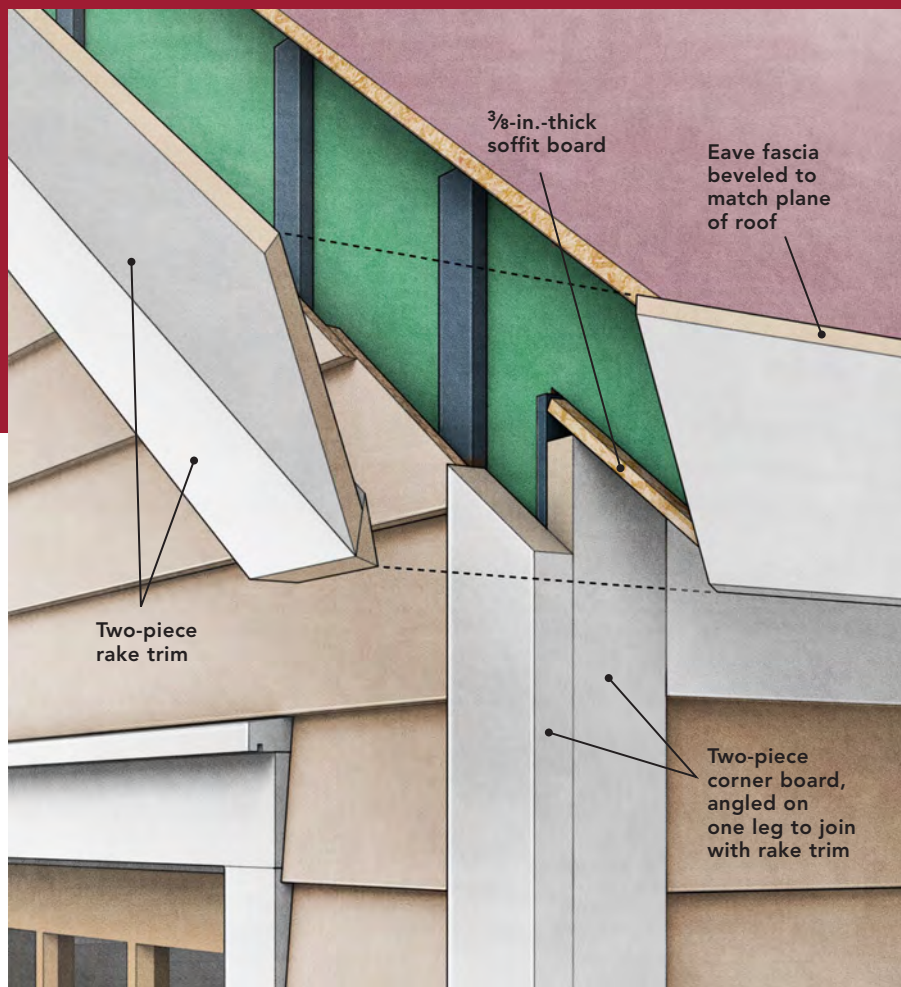 ⅜-in.-thick
soffit board
Eave fascia
beveled to
match plane
of roof
Two-piece
rake trim
Two-piece
corner board,
angled on
one leg to join
with rake trim